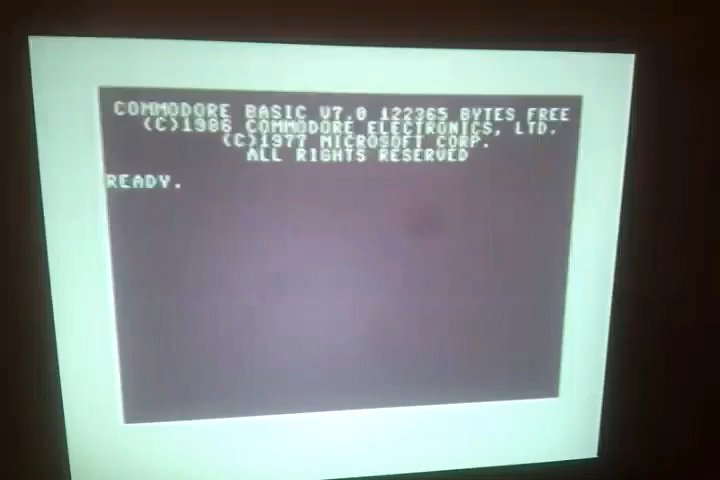 COMMODORE BASIC V7.0 122365 BYTES FREE
(C)1986 COMMODORE ELECTRONICS, LTD.
(C)1977 MICROSOFT CORP.
ALL RIGHTS RESERVED
READY.